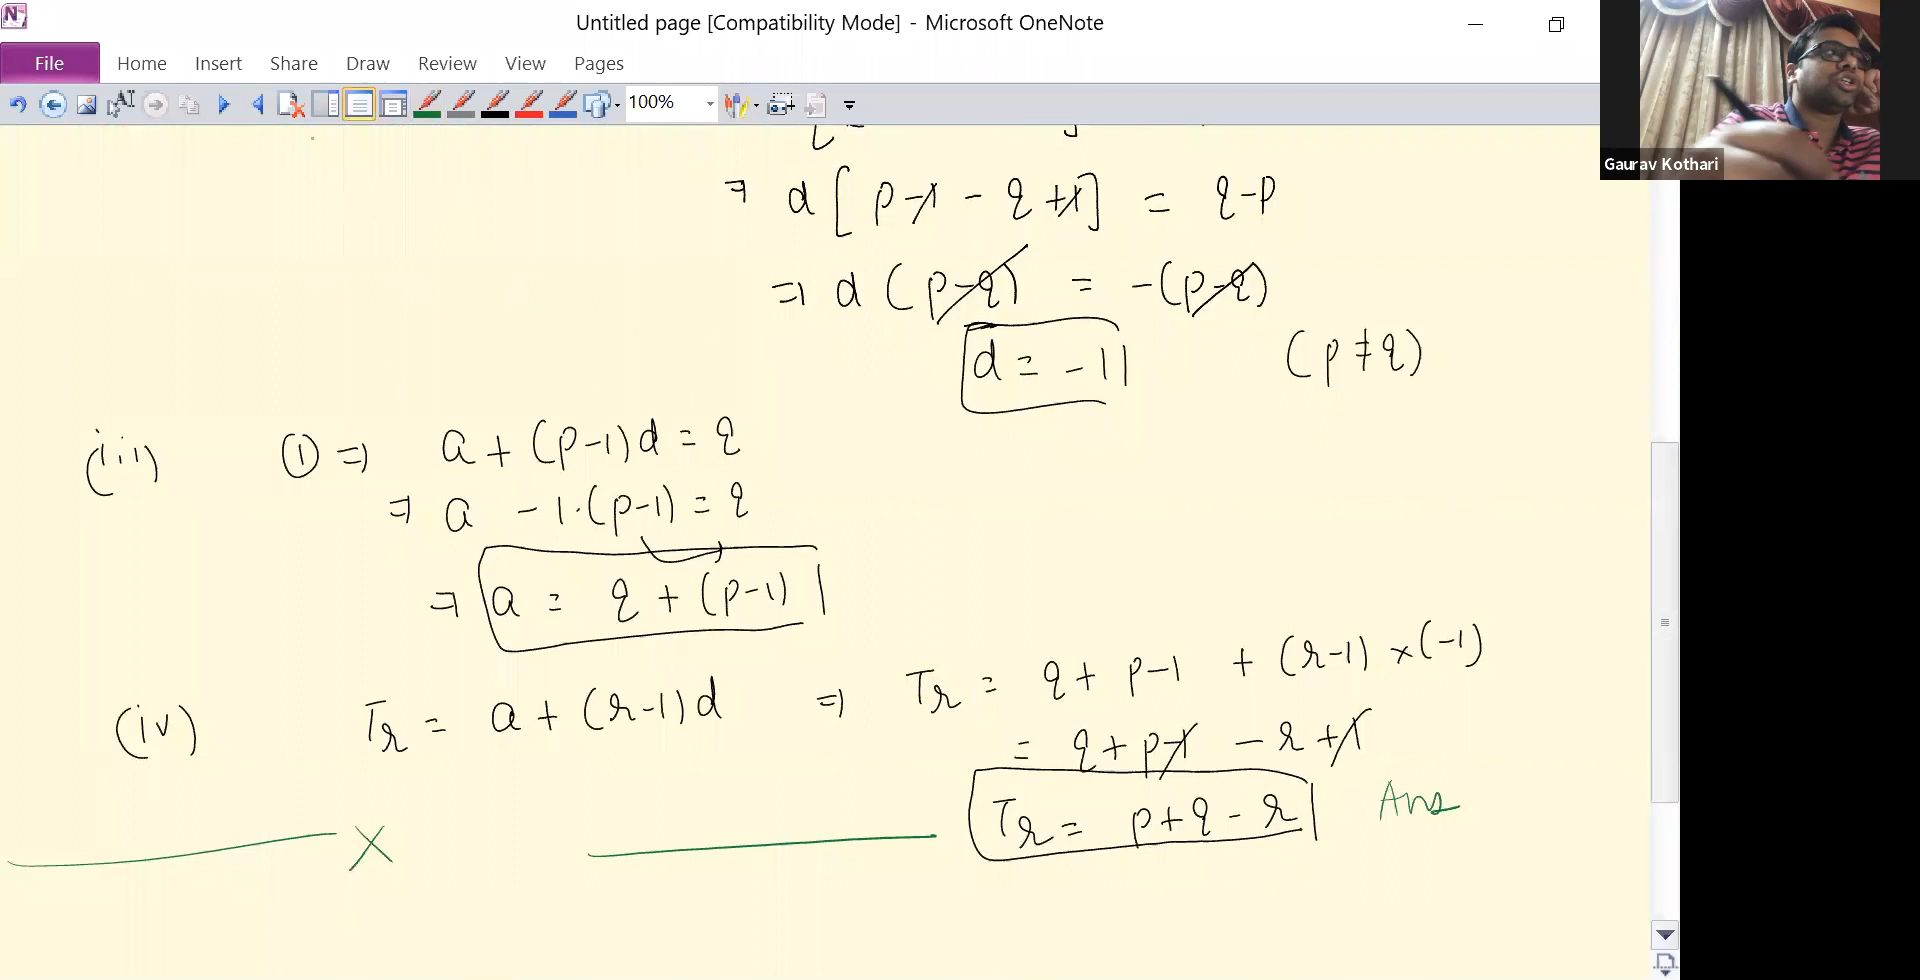 Untitled page [Compatibility Mode] - Microsoft OneNote
File Home Insert Share Draw Review View Pages
100%
Gaurav Kothari
⇒ d [p-1 - q+1] = q-p
⇒ d (p-q) = -(p-q)
d = -1 (p ≠ q)
(iii) ① ⇒ a + (p-1)d = q
⇒ a - 1.(p-1) = q
⇒ a = q + (p-1)
(iv) Tr = a + (r-1)d ⇒ Tr = q + p-1 + (r-1) × (-1)
= q + p-1 - r + 1
Tr = p+q - r Ans
X